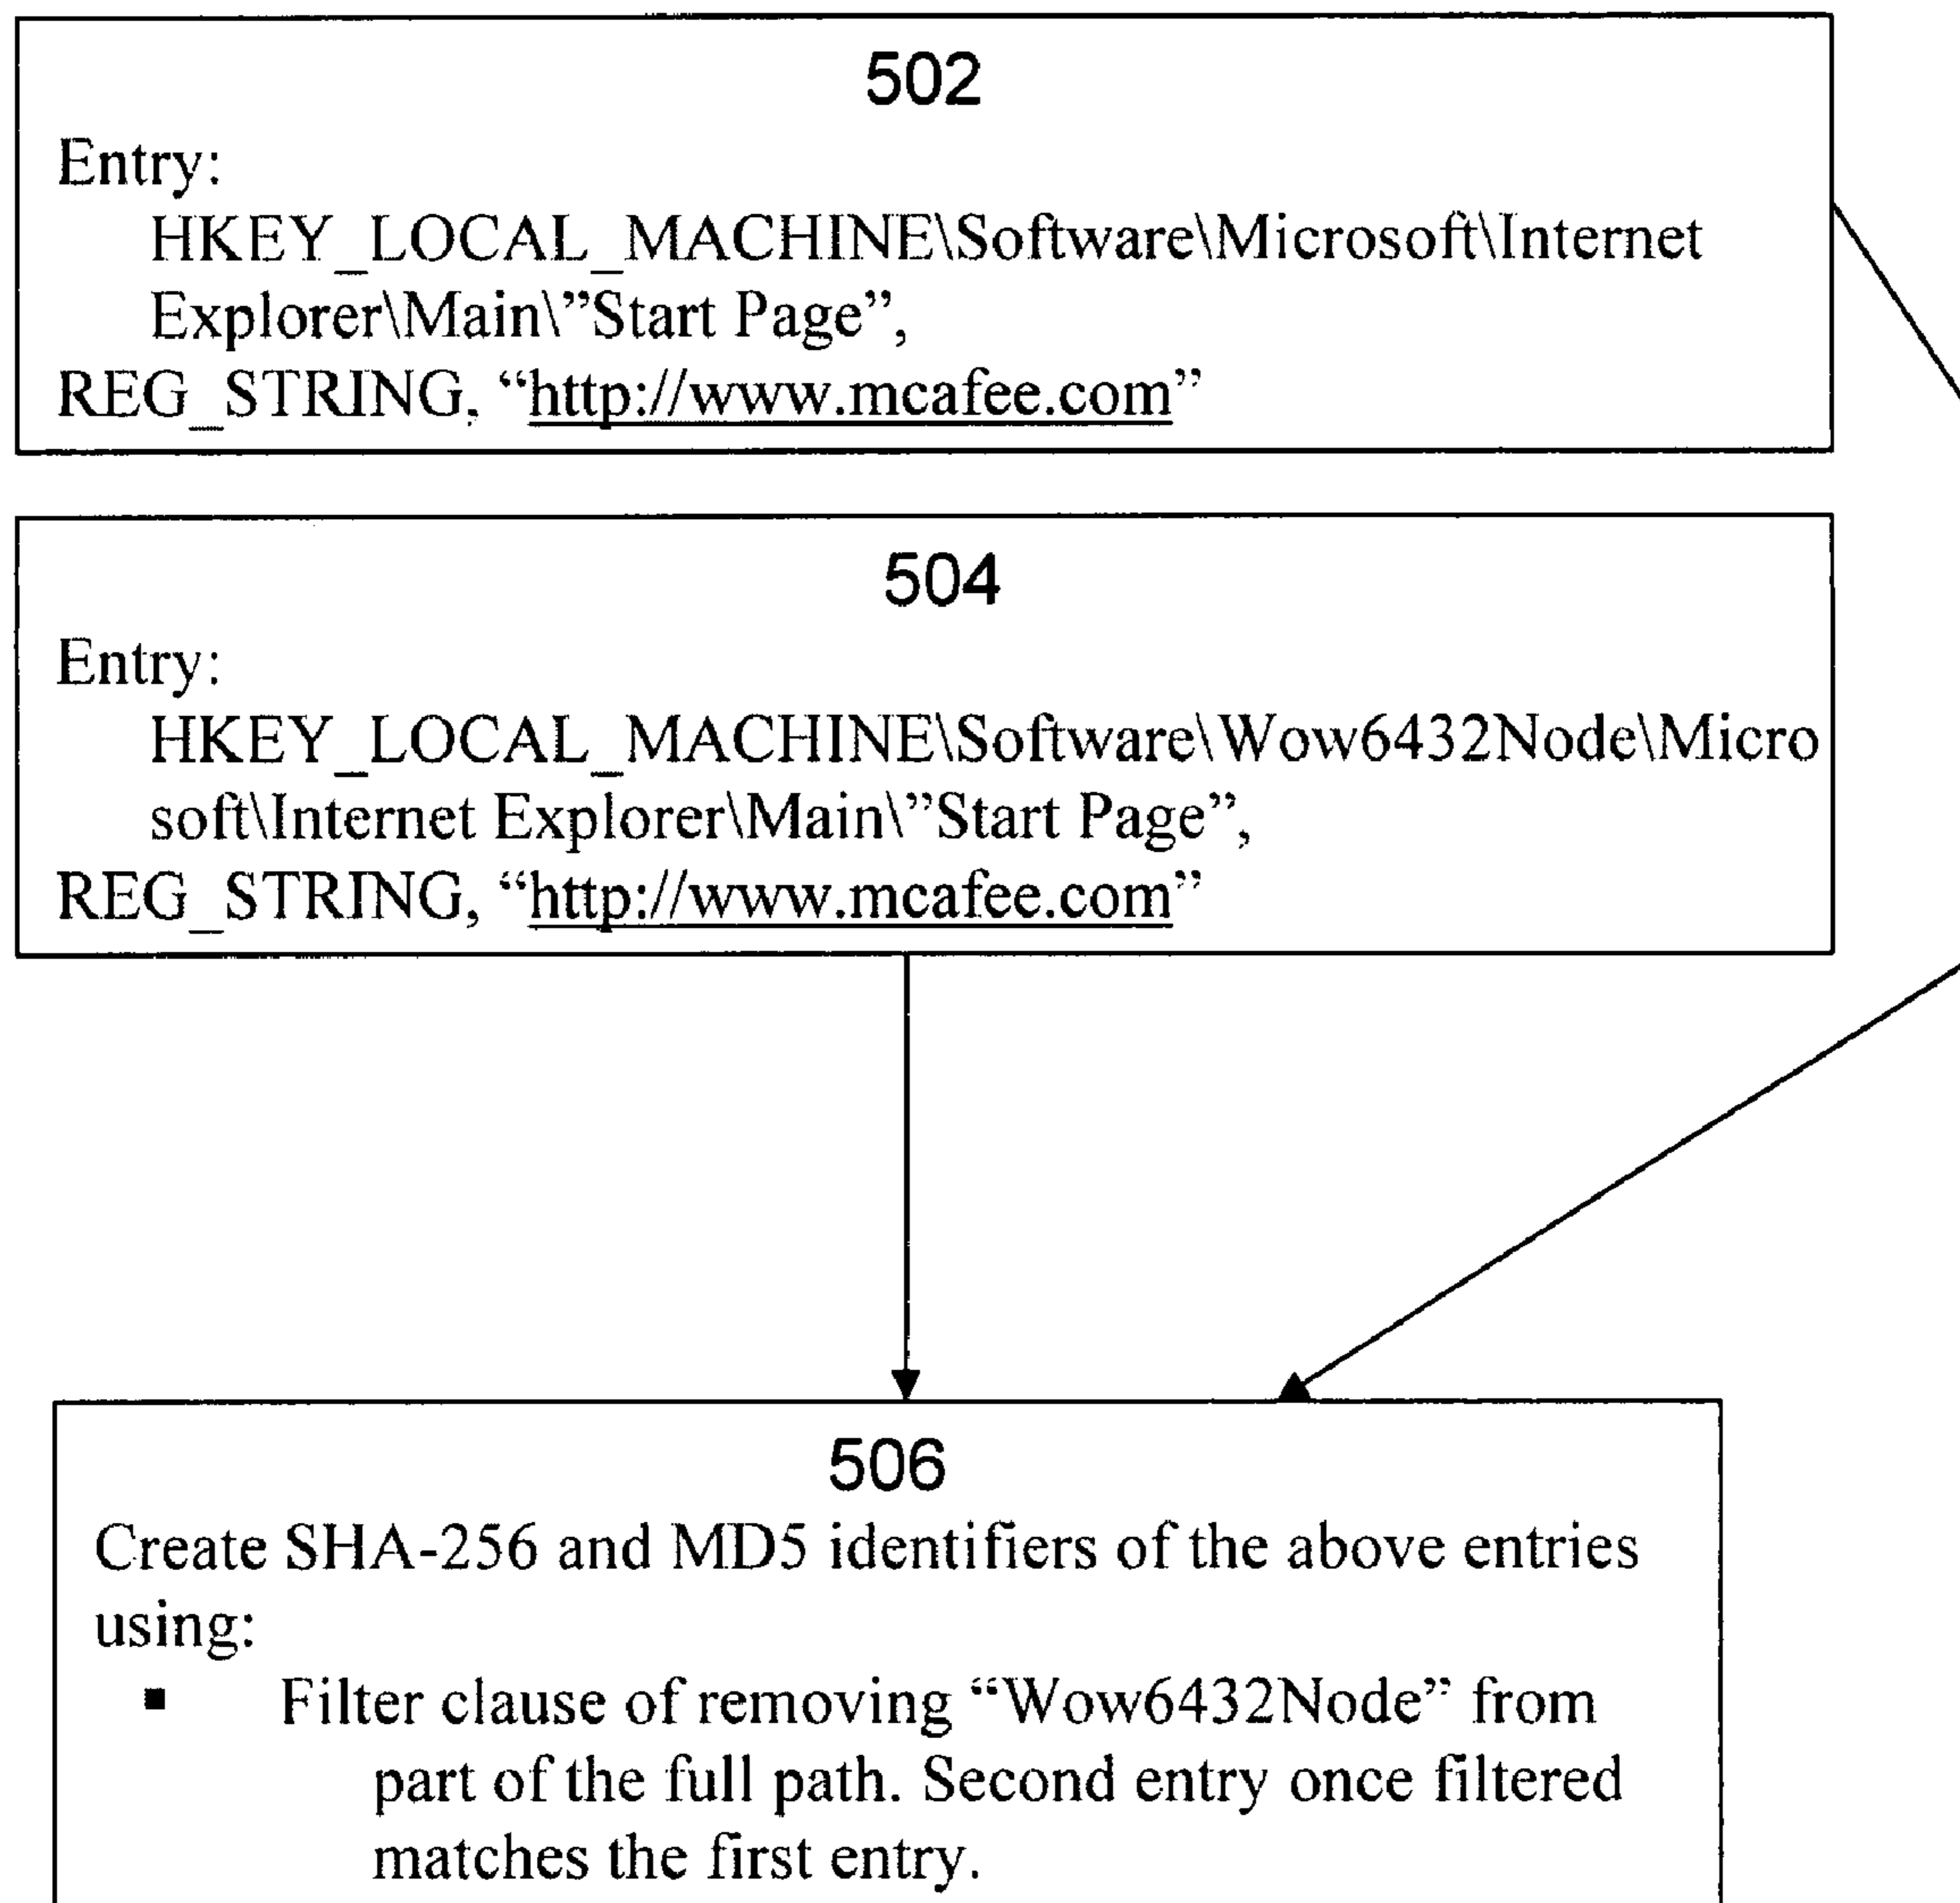 502
Entry:
HKEY_LOCAL_MACHINE\Software\Microsoft\Internet
Explorer\Main\”Start Page”,
REG_STRING, “http://www.mcafee.com”
504
Entry:
HKEY_LOCAL_MACHINE\Software\Wow6432Node\Micro
soft\Internet Explorer\Main\”Start Page”,
REG_STRING, “http://www.mcafee.com”
506
Create SHA-256 and MD5 identifiers of the above entries
using:
▪ Filter clause of removing “Wow6432Node” from
part of the full path. Second entry once filtered
matches the first entry.